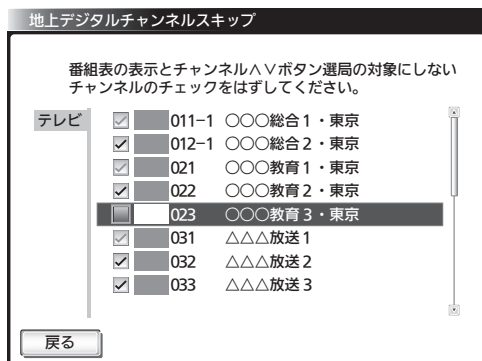 地上デジタルチャンネルスキップ
番組表の表示とチャンネル∧∨ボタン選局の対象にしない
チャンネルのチェックをはずしてください。
テレビ
011-1 ○○○総合1・東京
012-1 ○○○総合2・東京
021 ○○○教育1・東京
022 ○○○教育2・東京
023 ○○○教育3・東京
031 △△△放送1
032 △△△放送2
033 △△△放送3
戻る